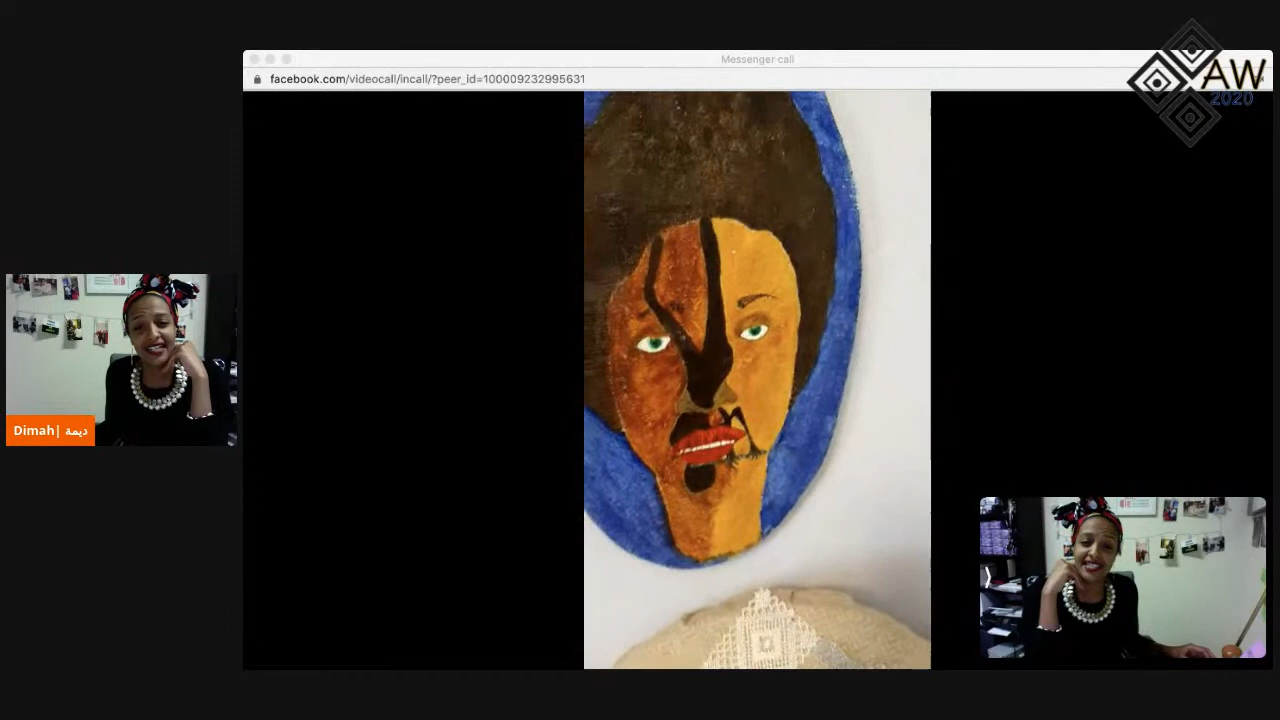 Messenger call
facebook.com/videocall/incall/?peer_id=100009232995631
AW
2020
Dimah| ديمة